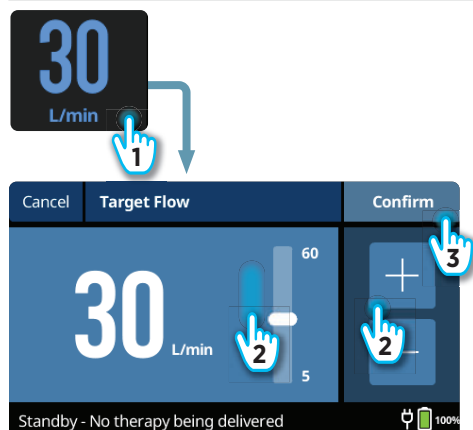 30
L/min
1
Cancel Target Flow Confirm
3
60
30 L/min
2
2
5
Standby - No therapy being delivered 100%